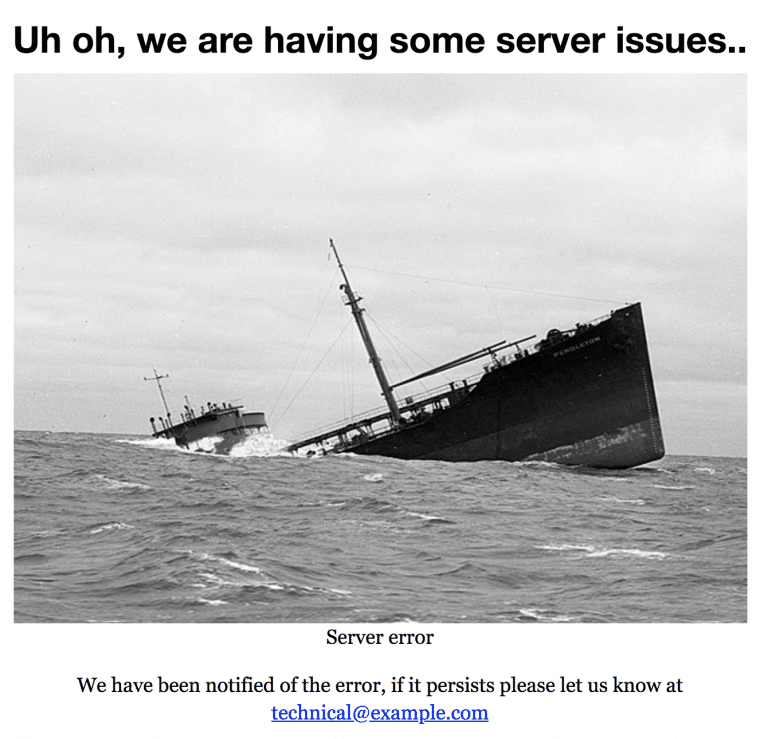 Uh oh, we are having some server issues..
PENDLETON
Server error
We have been notified of the error, if it persists please let us know at
technical@example.com